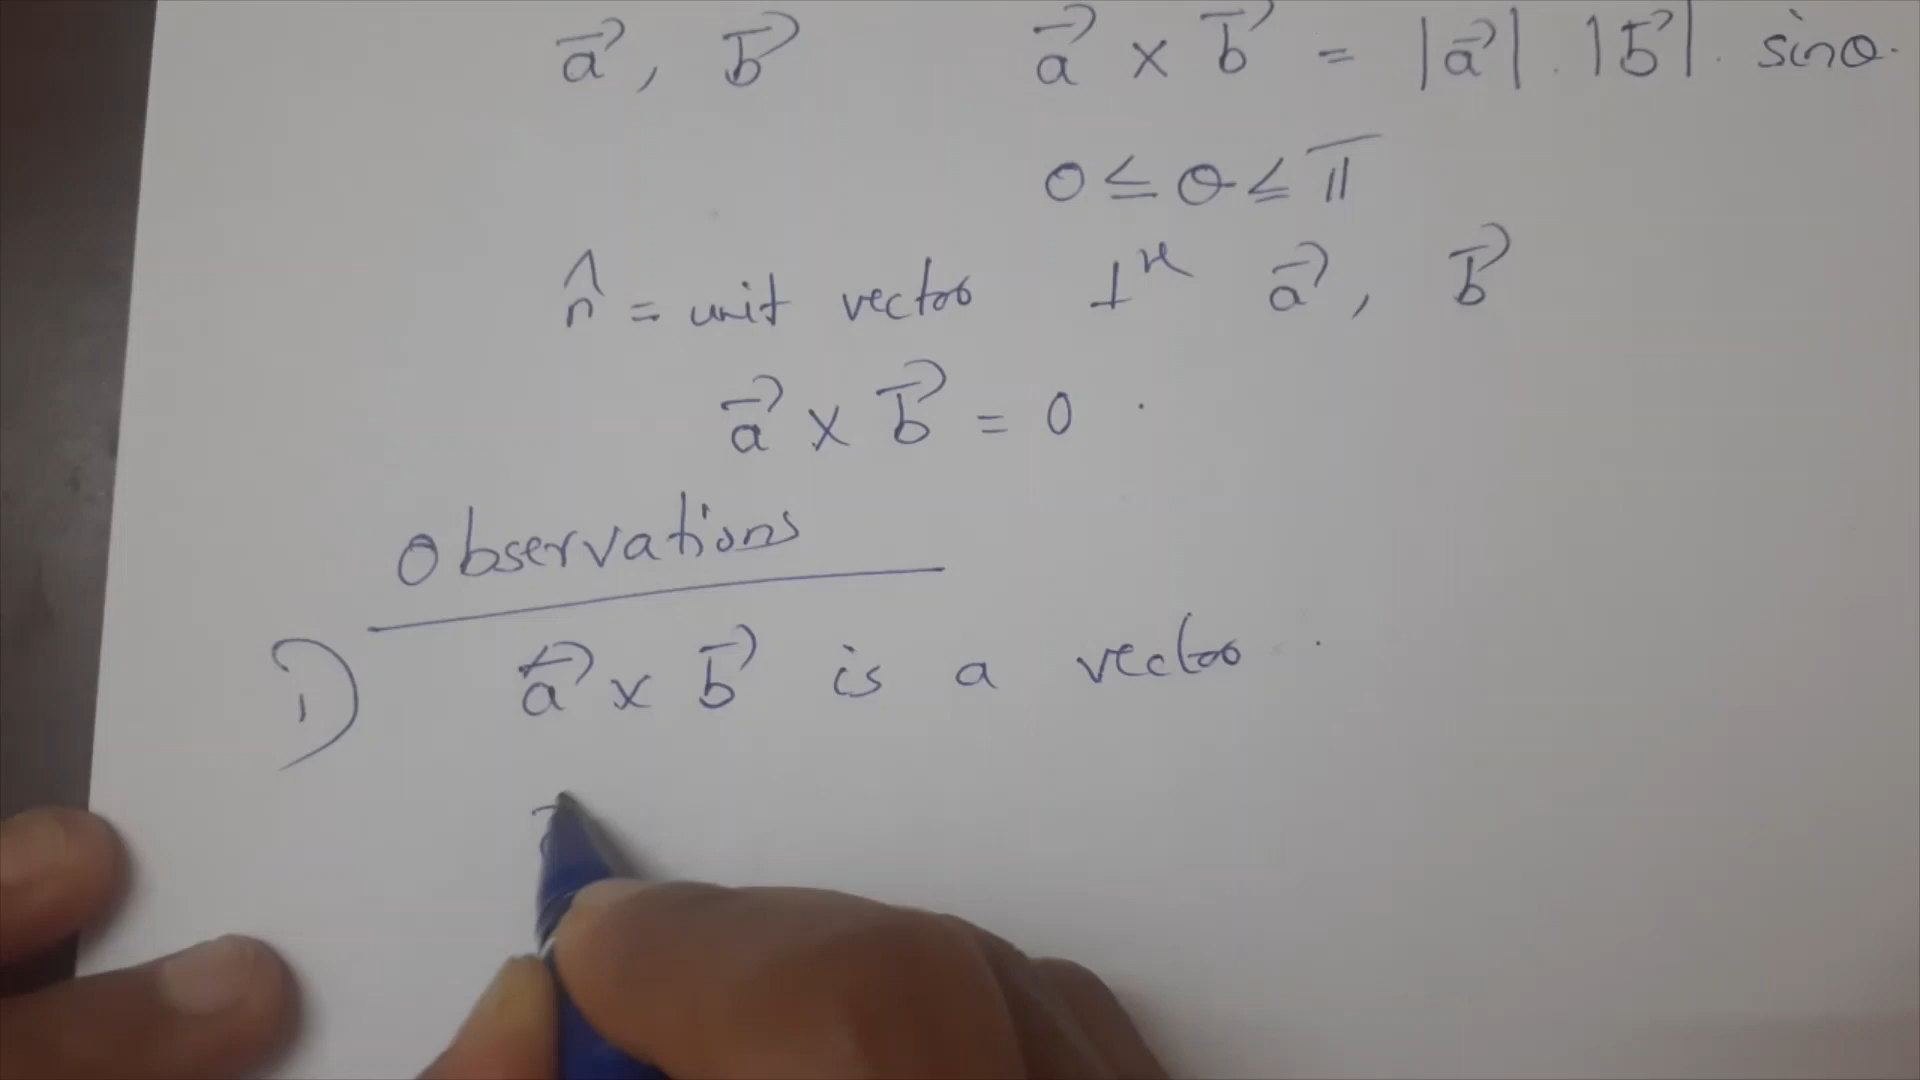 a⃗, b⃗ a⃗ × b⃗ = |a⃗| . |b⃗| . sinθ.
0 ≤ θ ≤ π
n̂ = unit vector ⊥ʳ a⃗, b⃗
a⃗ × b⃗ = 0 .
Observations
1) a⃗ × b⃗ is a vector .